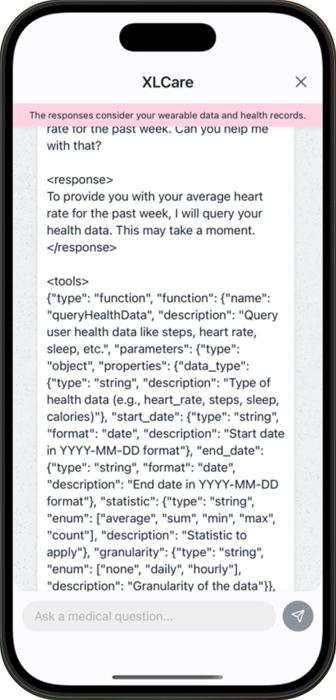 XLCare
The responses consider your wearable data and health records.
rate for the past week. Can you help me
with that?
<response>
To provide you with your average heart
rate for the past week, I will query your
health data. This may take a moment.
</response>
<tools>
{"type": "function", "function": {"name":
"queryHealthData", "description": "Query
user health data like steps, heart rate,
sleep, etc.", "parameters": {"type":
"object", "properties": {"data_type":
{"type": "string", "description": "Type of
health data (e.g., heart_rate, steps, sleep,
calories)"}, "start_date": {"type": "string",
"format": "date", "description": "Start date
in YYYY-MM-DD format"}, "end_date":
{"type": "string", "format": "date",
"description": "End date in YYYY-MM-DD
format"}, "statistic": {"type": "string",
"enum": ["average", "sum", "min", "max",
"count"], "description": "Statistic to
apply"}, "granularity": {"type": "string",
"enum": ["none", "daily", "hourly"],
"description": "Granularity of the data"}},
Ask a medical question...